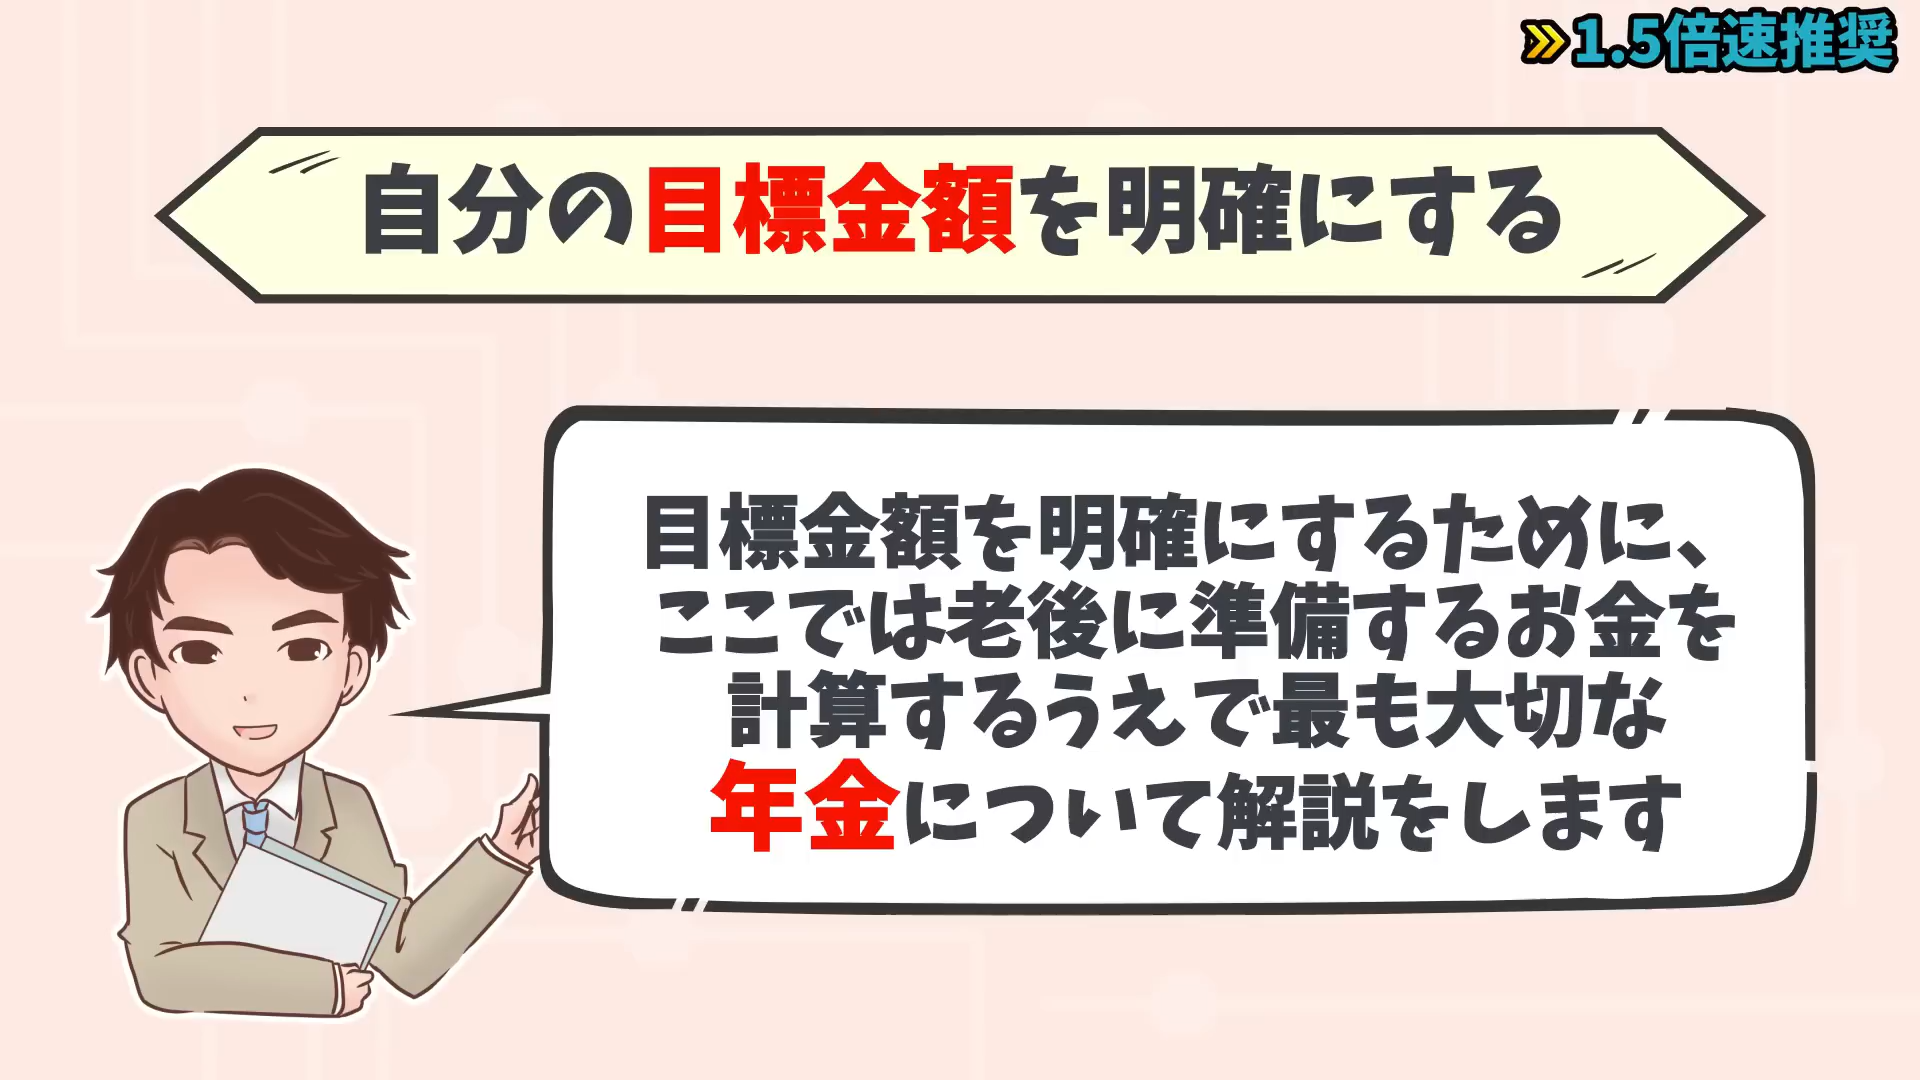 1.5倍速推奨
自分の目標金額を明確にする
目標金額を明確にするために、
ここでは老後に準備するお金を
計算するうえで最も大切な
年金について解説をします